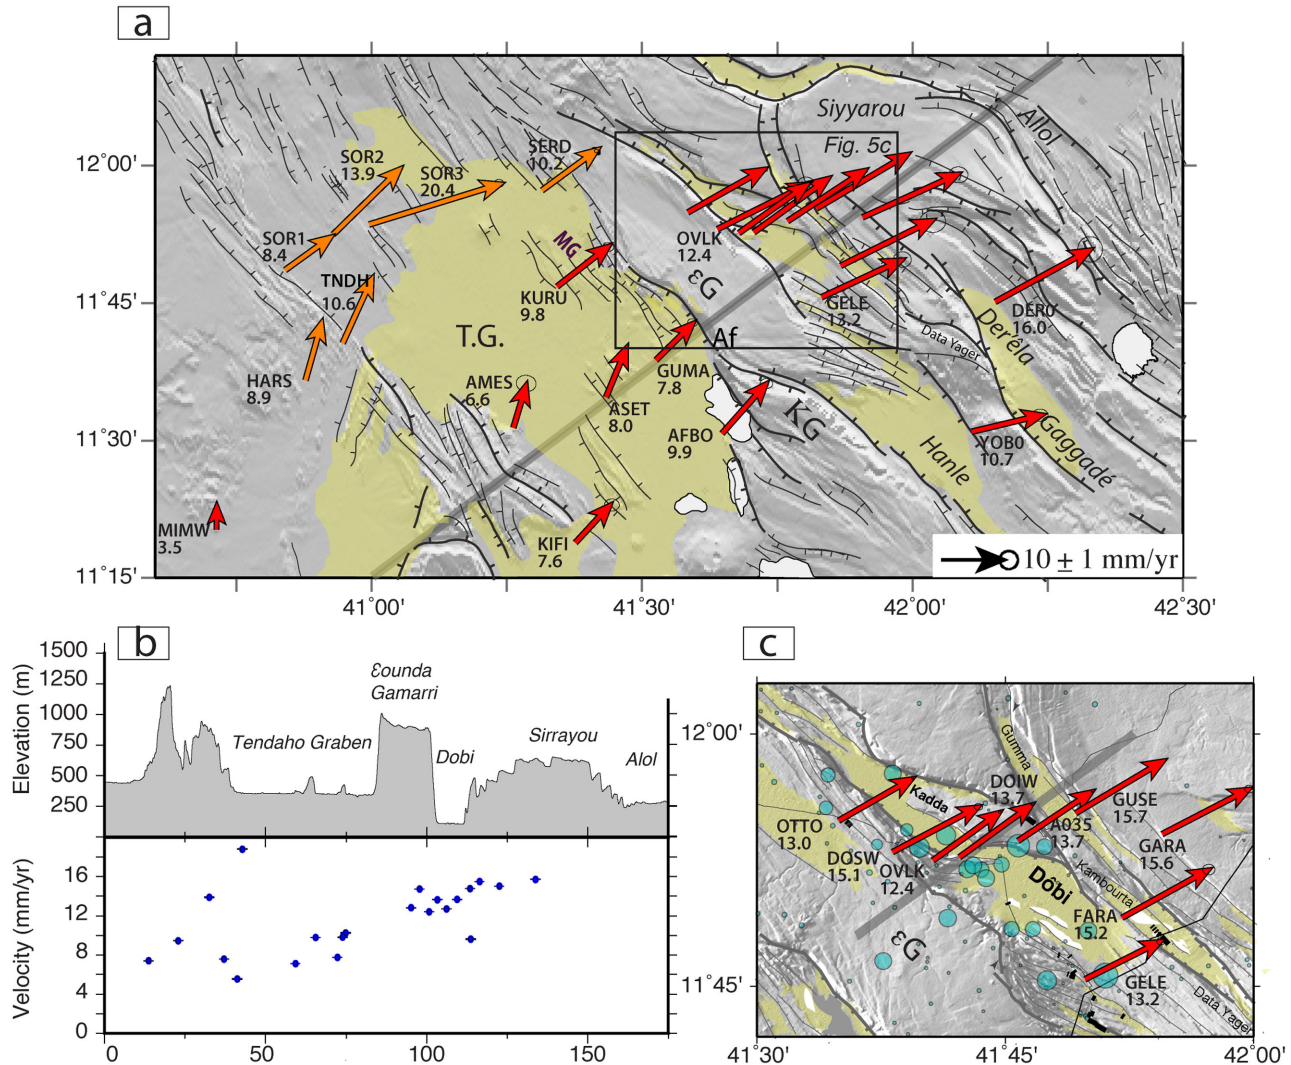 a
Siyyarou
Allol
Fig. 5c
12°00'
11°45'
11°30'
11°15'
SOR2
13.9
SOR3
20.4
SERD
10.2
SOR1
8.4
TNDH
10.6
MG
OVLK
12.4
KURU
9.8
εG
GELE
13.2
DER0
16.0
T.G.
Af
Data Yager
Derêla
HARS
8.9
AMES
6.6
GUMA
7.8
ASET
8.0
AFBO
9.9
KG
Hanle
YOB0
10.7
Gaggadé
MIMW
3.5
KIFI
7.6
10 ± 1 mm/yr
41°00'
41°30'
42°00'
42°30'
b
Elevation (m)
1500
1250
1000
750
500
250
Ɛounda
Gamarri
Tendaho Graben
Dobi
Sirrayou
Alol
Velocity (mm/yr)
16
12
8
4
0
0
50
100
150
c
12°00'
11°45'
Gumma
DOIW
13.7
Kadda
GUSE
15.7
OTTO
13.0
A035
13.7
GARA
15.6
DOSW
15.1
OVLK
12.4
Dôbi
Kambourta
FARA
15.2
εG
GELE
13.2
Data Yager
41°30'
41°45'
42°00'